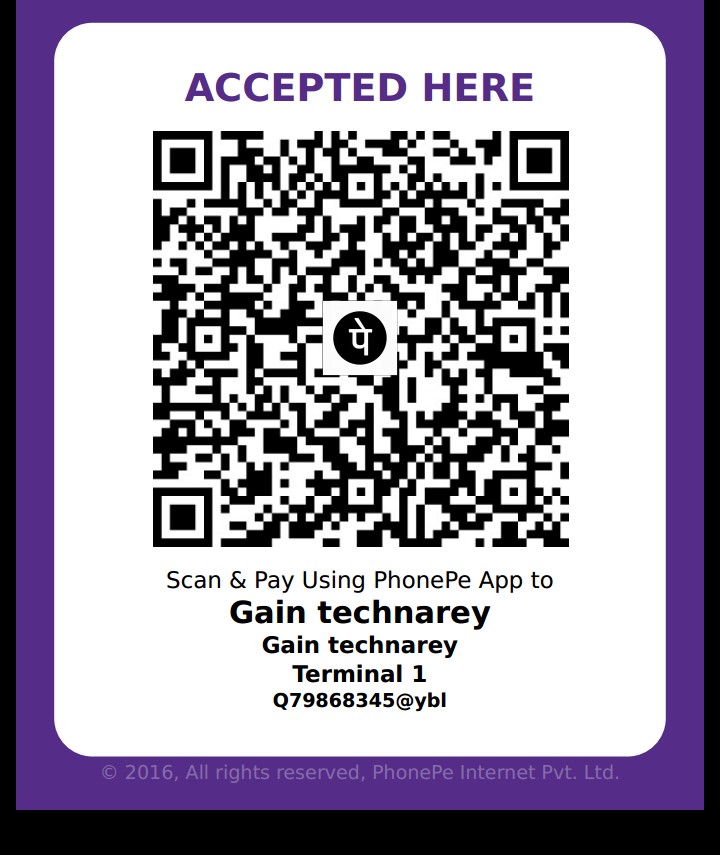 ACCEPTED HERE
पे
Scan & Pay Using PhonePe App to
Gain technarey
Gain technarey
Terminal 1
Q79868345@ybl
© 2016, All rights reserved, PhonePe Internet Pvt. Ltd.